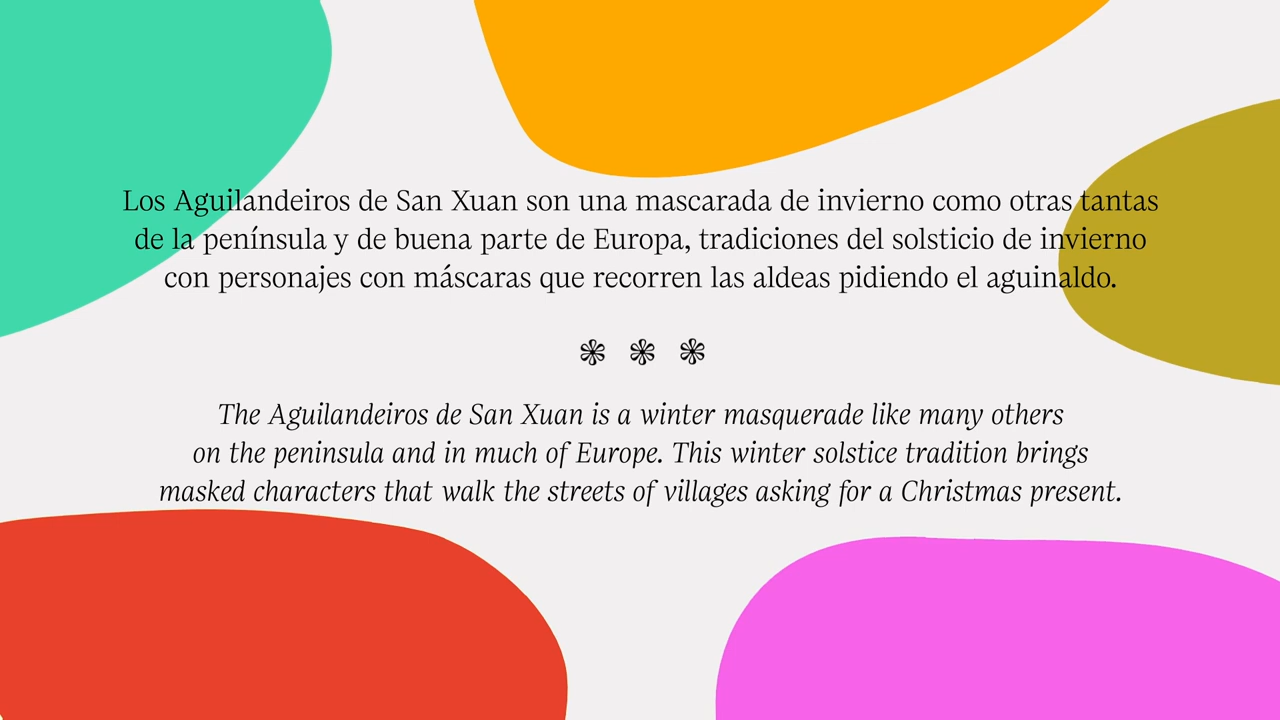 Los Aguilandeiros de San Xuan son una mascarada de invierno como otras tantas
de la península y de buena parte de Europa, tradiciones del solsticio de invierno
con personajes con máscaras que recorren las aldeas pidiendo el aguinaldo.
The Aguilandeiros de San Xuan is a winter masquerade like many others
on the peninsula and in much of Europe. This winter solstice tradition brings
masked characters that walk the streets of villages asking for a Christmas present.